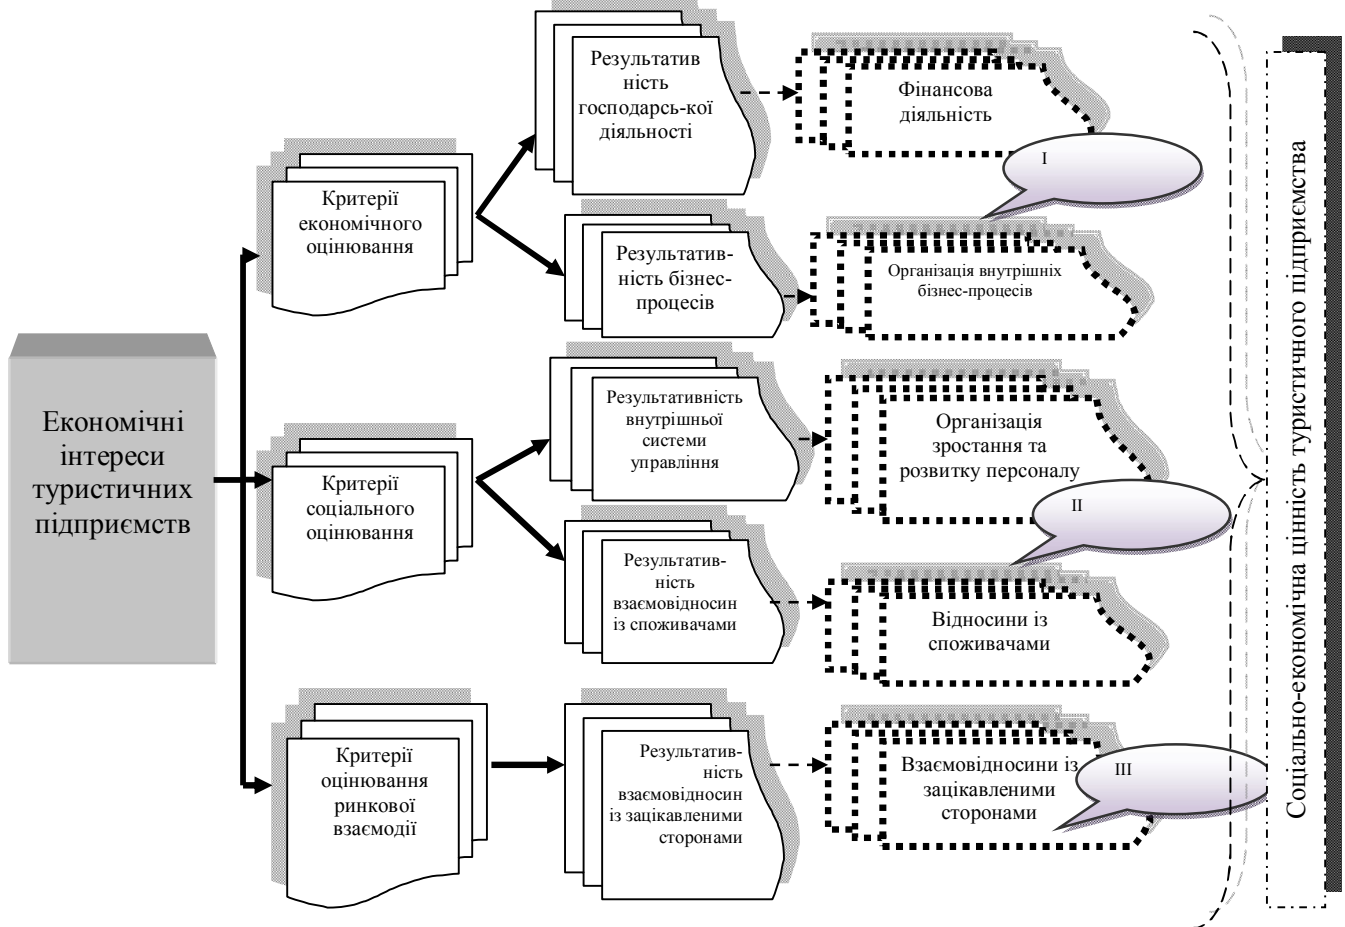 Економічні
інтереси
туристичних
підприємств
Критерії
економічного
оцінювання
Результатив
ність
господарсь-кої
діяльності
Фінансова
діяльність
I
Результатив-
ність бізнес-
процесів
Організація внутрішніх
бізнес-процесів
Критерії
соціального
оцінювання
Результативність
внутрішньої
системи
управління
Організація
зростання та
розвитку персоналу
II
Результатив-
ність
взаємовідносин
із споживачами
Відносини із
споживачами
Критерії
оцінювання
ринкової
взаємодії
Результатив-
ність
взаємовідносин
із зацікавленими
сторонами
Взаємовідносини із
зацікавленими
сторонами
III
Соціально-економічна цінність туристичного підприємства